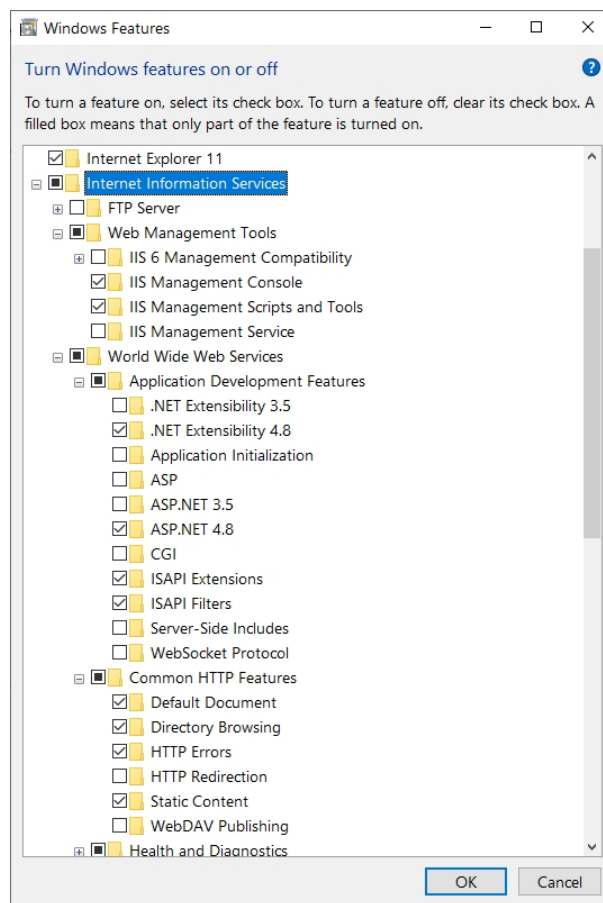 Windows Features
Turn Windows features on or off
To turn a feature on, select its check box. To turn a feature off, clear its check box. A
filled box means that only part of the feature is turned on.
Internet Explorer 11
Internet Information Services
FTP Server
Web Management Tools
IIS 6 Management Compatibility
IIS Management Console
IIS Management Scripts and Tools
IIS Management Service
World Wide Web Services
Application Development Features
.NET Extensibility 3.5
.NET Extensibility 4.8
Application Initialization
ASP
ASP.NET 3.5
ASP.NET 4.8
CGI
ISAPI Extensions
ISAPI Filters
Server-Side Includes
WebSocket Protocol
Common HTTP Features
Default Document
Directory Browsing
HTTP Errors
HTTP Redirection
Static Content
WebDAV Publishing
Health and Diagnostics
OK Cancel